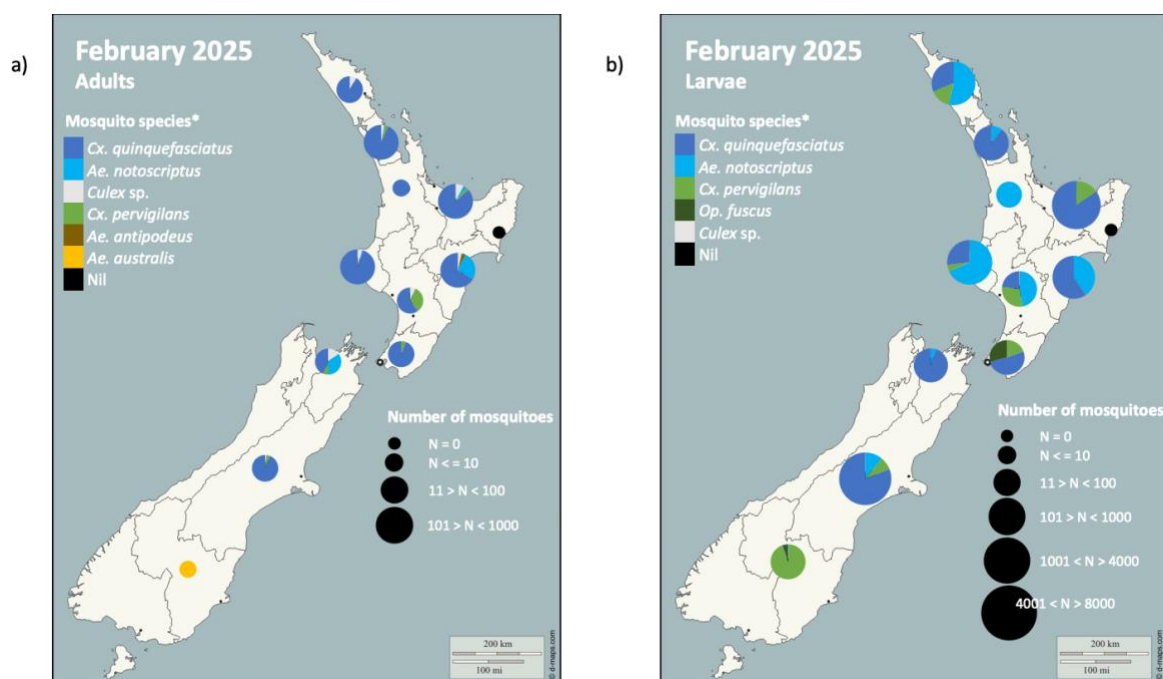 a)
February 2025
Adults
Mosquito species*
Cx. quinquefasciatus
Ae. notoscriptus
Culex sp.
Cx. pervigilans
Ae. antipodeus
Ae. australis
Nil
Number of mosquitoes
N = 0
N < = 10
11 > N < 100
101 > N < 1000
200 km
100 mi
© d-maps.com
b)
February 2025
Larvae
Mosquito species*
Cx. quinquefasciatus
Ae. notoscriptus
Cx. pervigilans
Op. fuscus
Culex sp.
Nil
Number of mosquitoes
N = 0
N < = 10
11 > N < 100
101 > N < 1000
1001 < N > 4000
4001 < N > 8000
200 km
100 mi
© d-maps.com